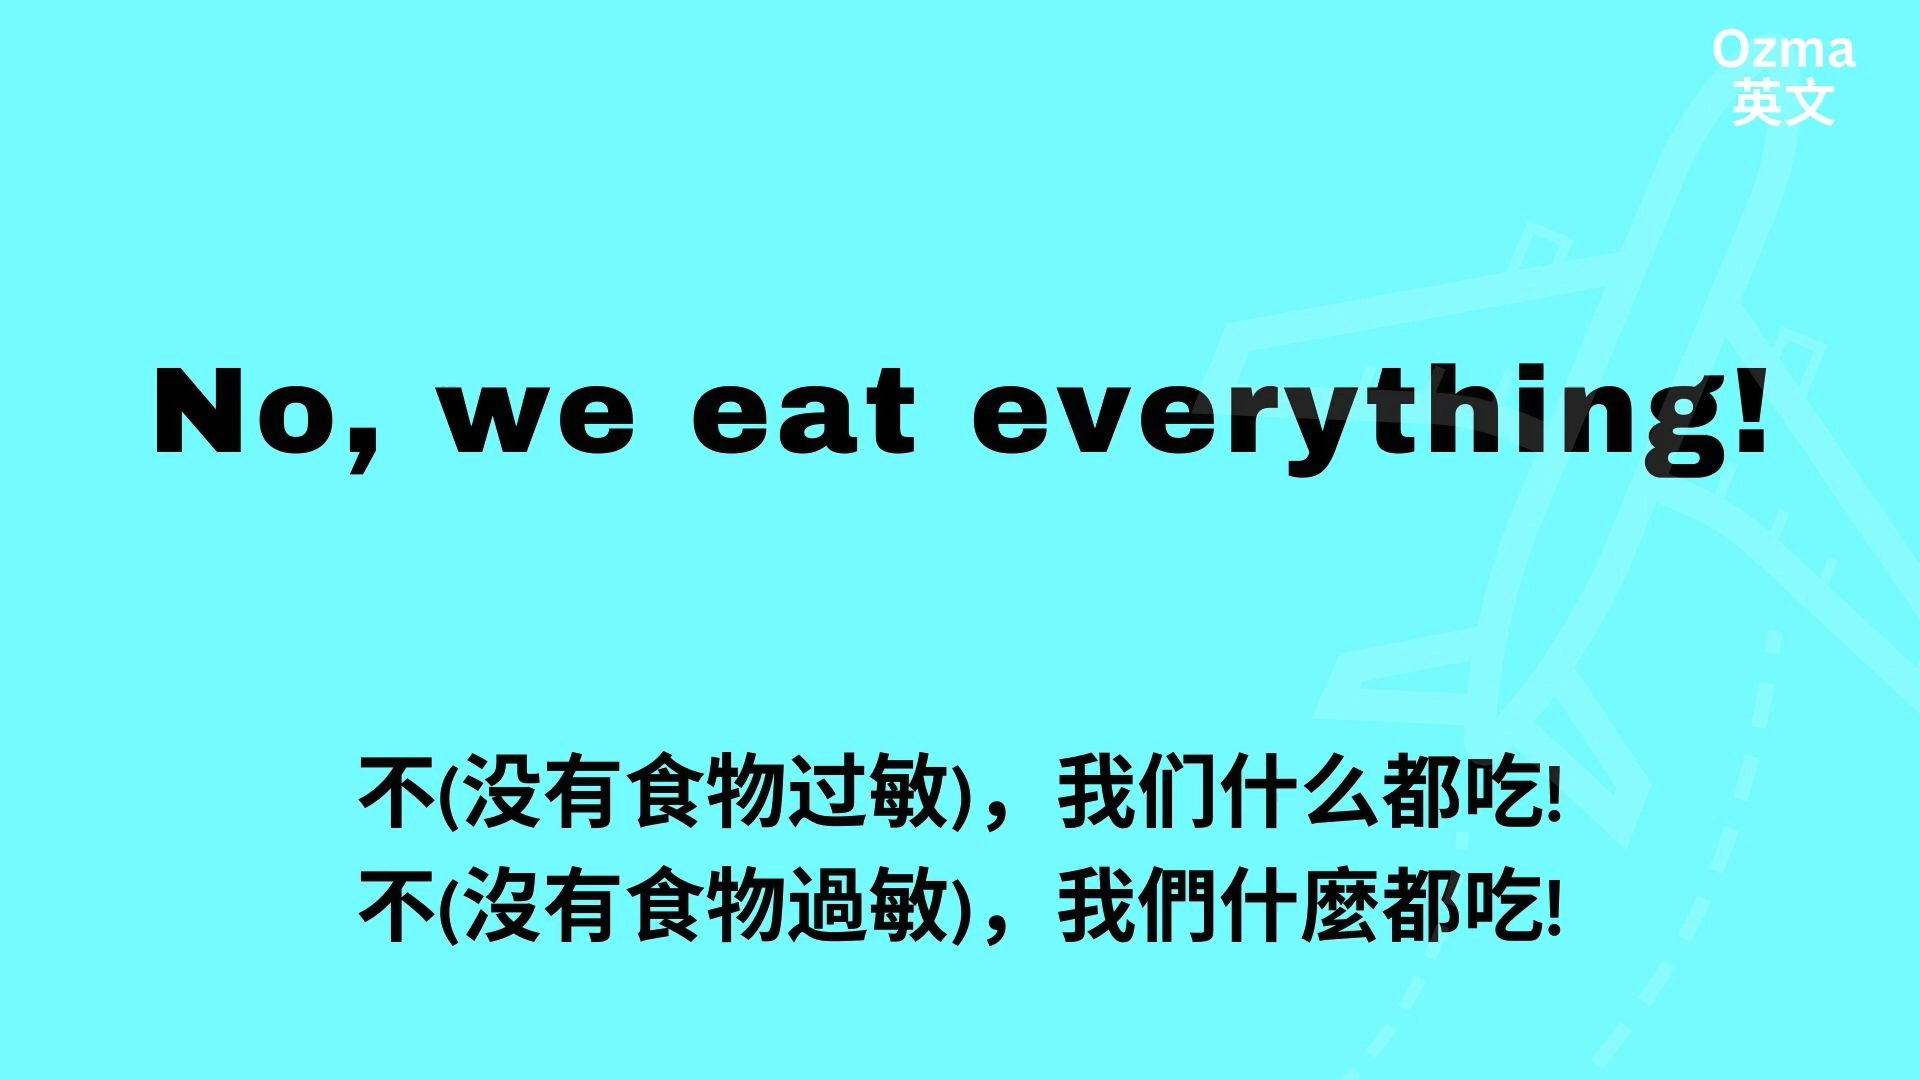 Ozma
英文
No, we eat everything!
不(没有食物过敏)，我们什么都吃!
不(沒有食物過敏)，我們什麼都吃!